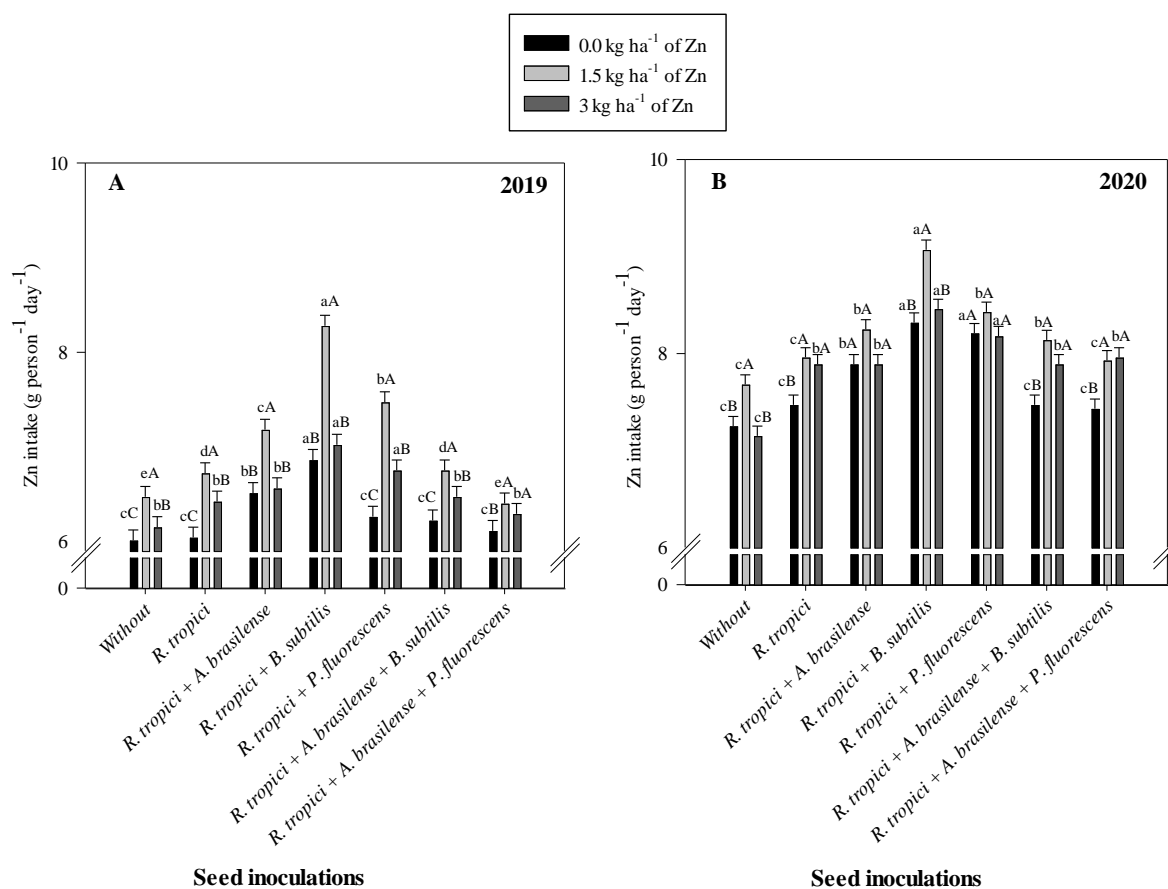 0.0 kg ha⁻¹ of Zn
1.5 kg ha⁻¹ of Zn
3 kg ha⁻¹ of Zn
A
2019
Zn intake (g person⁻¹ day⁻¹)
10
8
6
0
cC eA bB
cC dA bB
bB cA bB
aB aA aB
cC bA aB
cC dA bB
cB eA bA
Without
R. tropici
R. tropici + A. brasilense
R. tropici + B. subtilis
R. tropici + P. fluorescens
R. tropici + A. brasilense + B. subtilis
R. tropici + A. brasilense + P. fluorescens
Seed inoculations
B
2020
Zn intake (g person⁻¹ day⁻¹)
10
8
6
0
cB cA cB
cB cA bA
bA bA bA
aB aA aB
aA bA aA
cB bA bA
cB cA bA
Without
R. tropici
R. tropici + A. brasilense
R. tropici + B. subtilis
R. tropici + P. fluorescens
R. tropici + A. brasilense + B. subtilis
R. tropici + A. brasilense + P. fluorescens
Seed inoculations